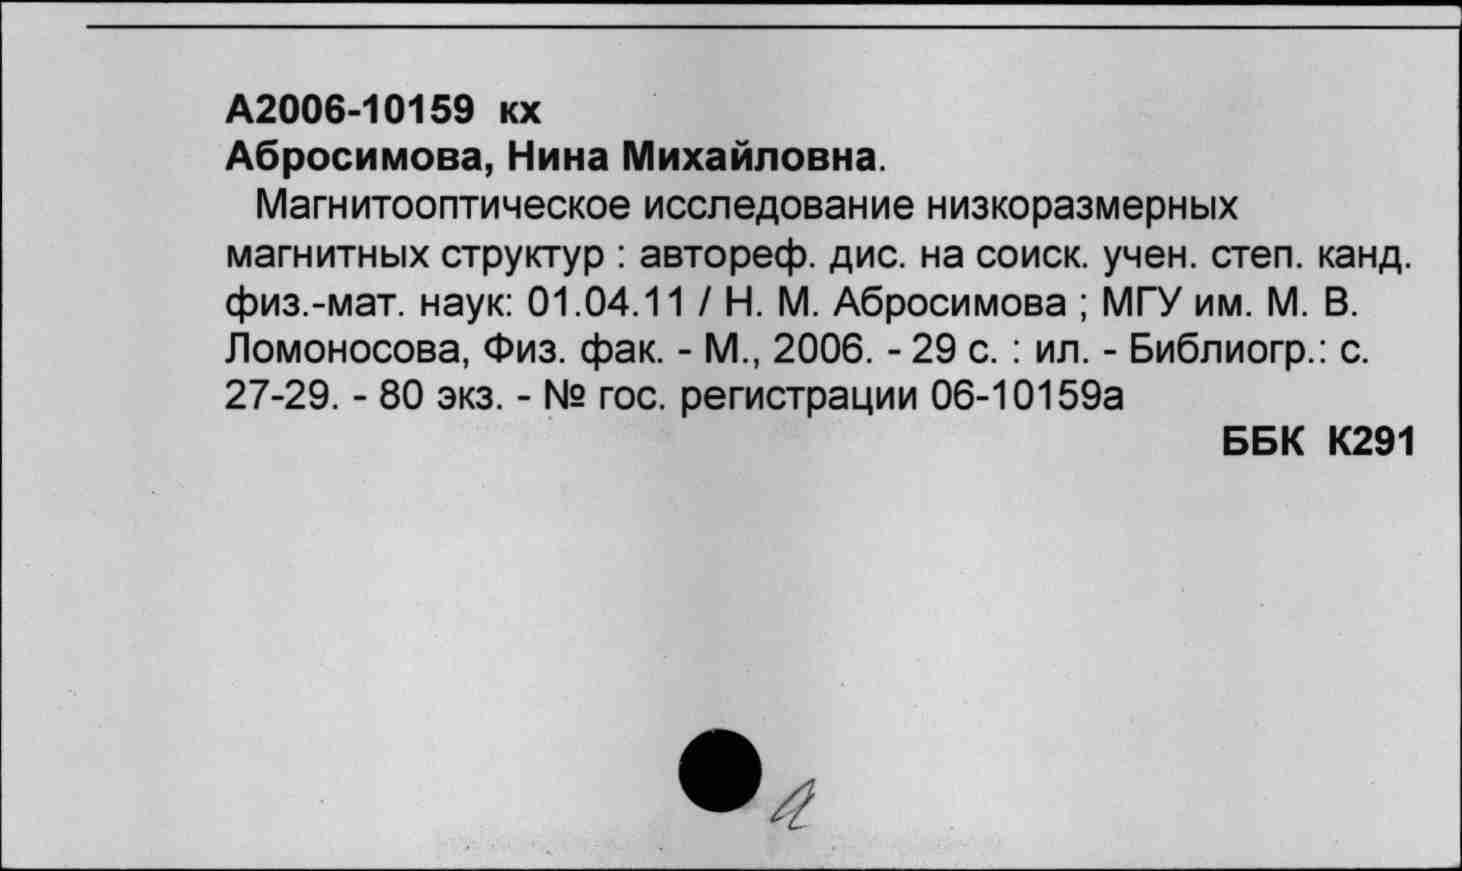 А2006-10159 кх
Абросимова, Нина Михайловна.
Магнитооптическое исследование низкоразмерных
магнитных структур : автореф. дис. на соиск. учен. степ. канд.
физ.-мат. наук: 01.04.11 / Н. М. Абросимова ; МГУ им. М. В.
Ломоносова, Физ. фак. - М., 2006. - 29 с. : ил. - Библиогр.: с.
27-29. - 80 экз. - № гос. регистрации 06-10159а
ББК К291